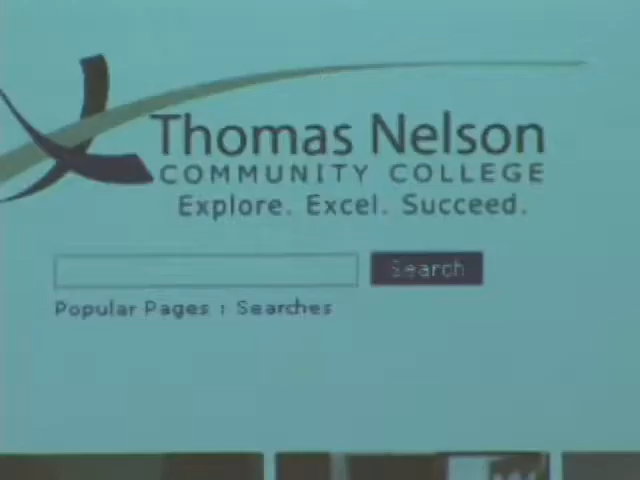 Thomas Nelson
COMMUNITY COLLEGE
Explore. Excel. Succeed.
Search
Popular Pages : Searches